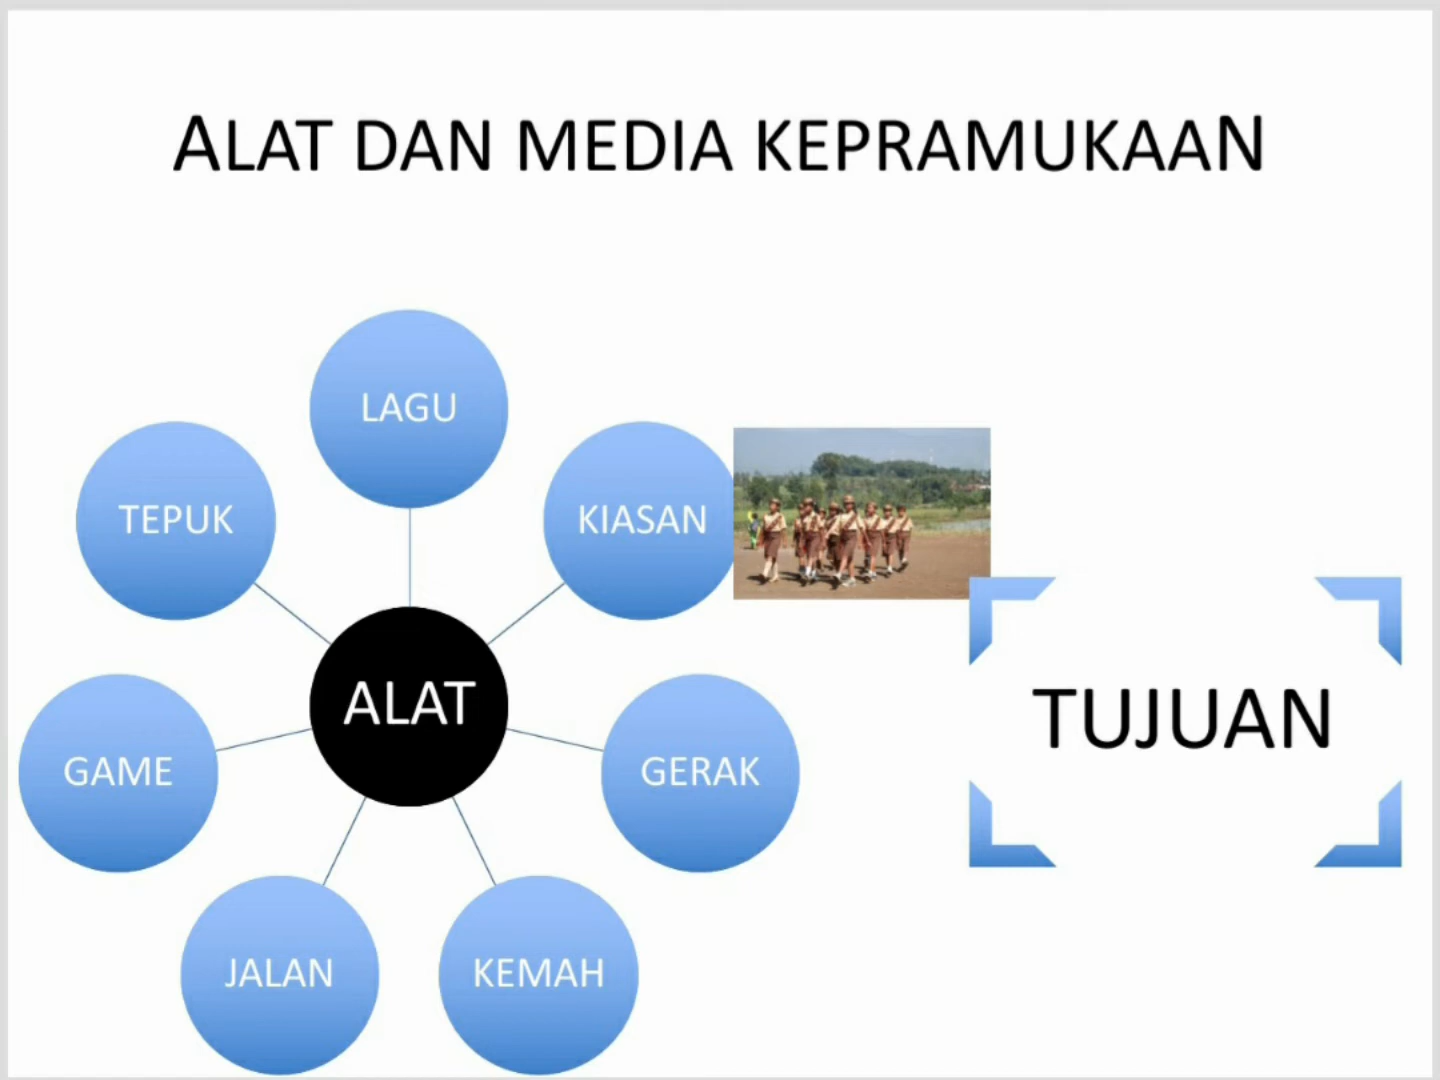 ALAT DAN MEDIA KEPRAMUKAAN
LAGU
TEPUK
KIASAN
ALAT
GAME
GERAK
JALAN
KEMAH
TUJUAN